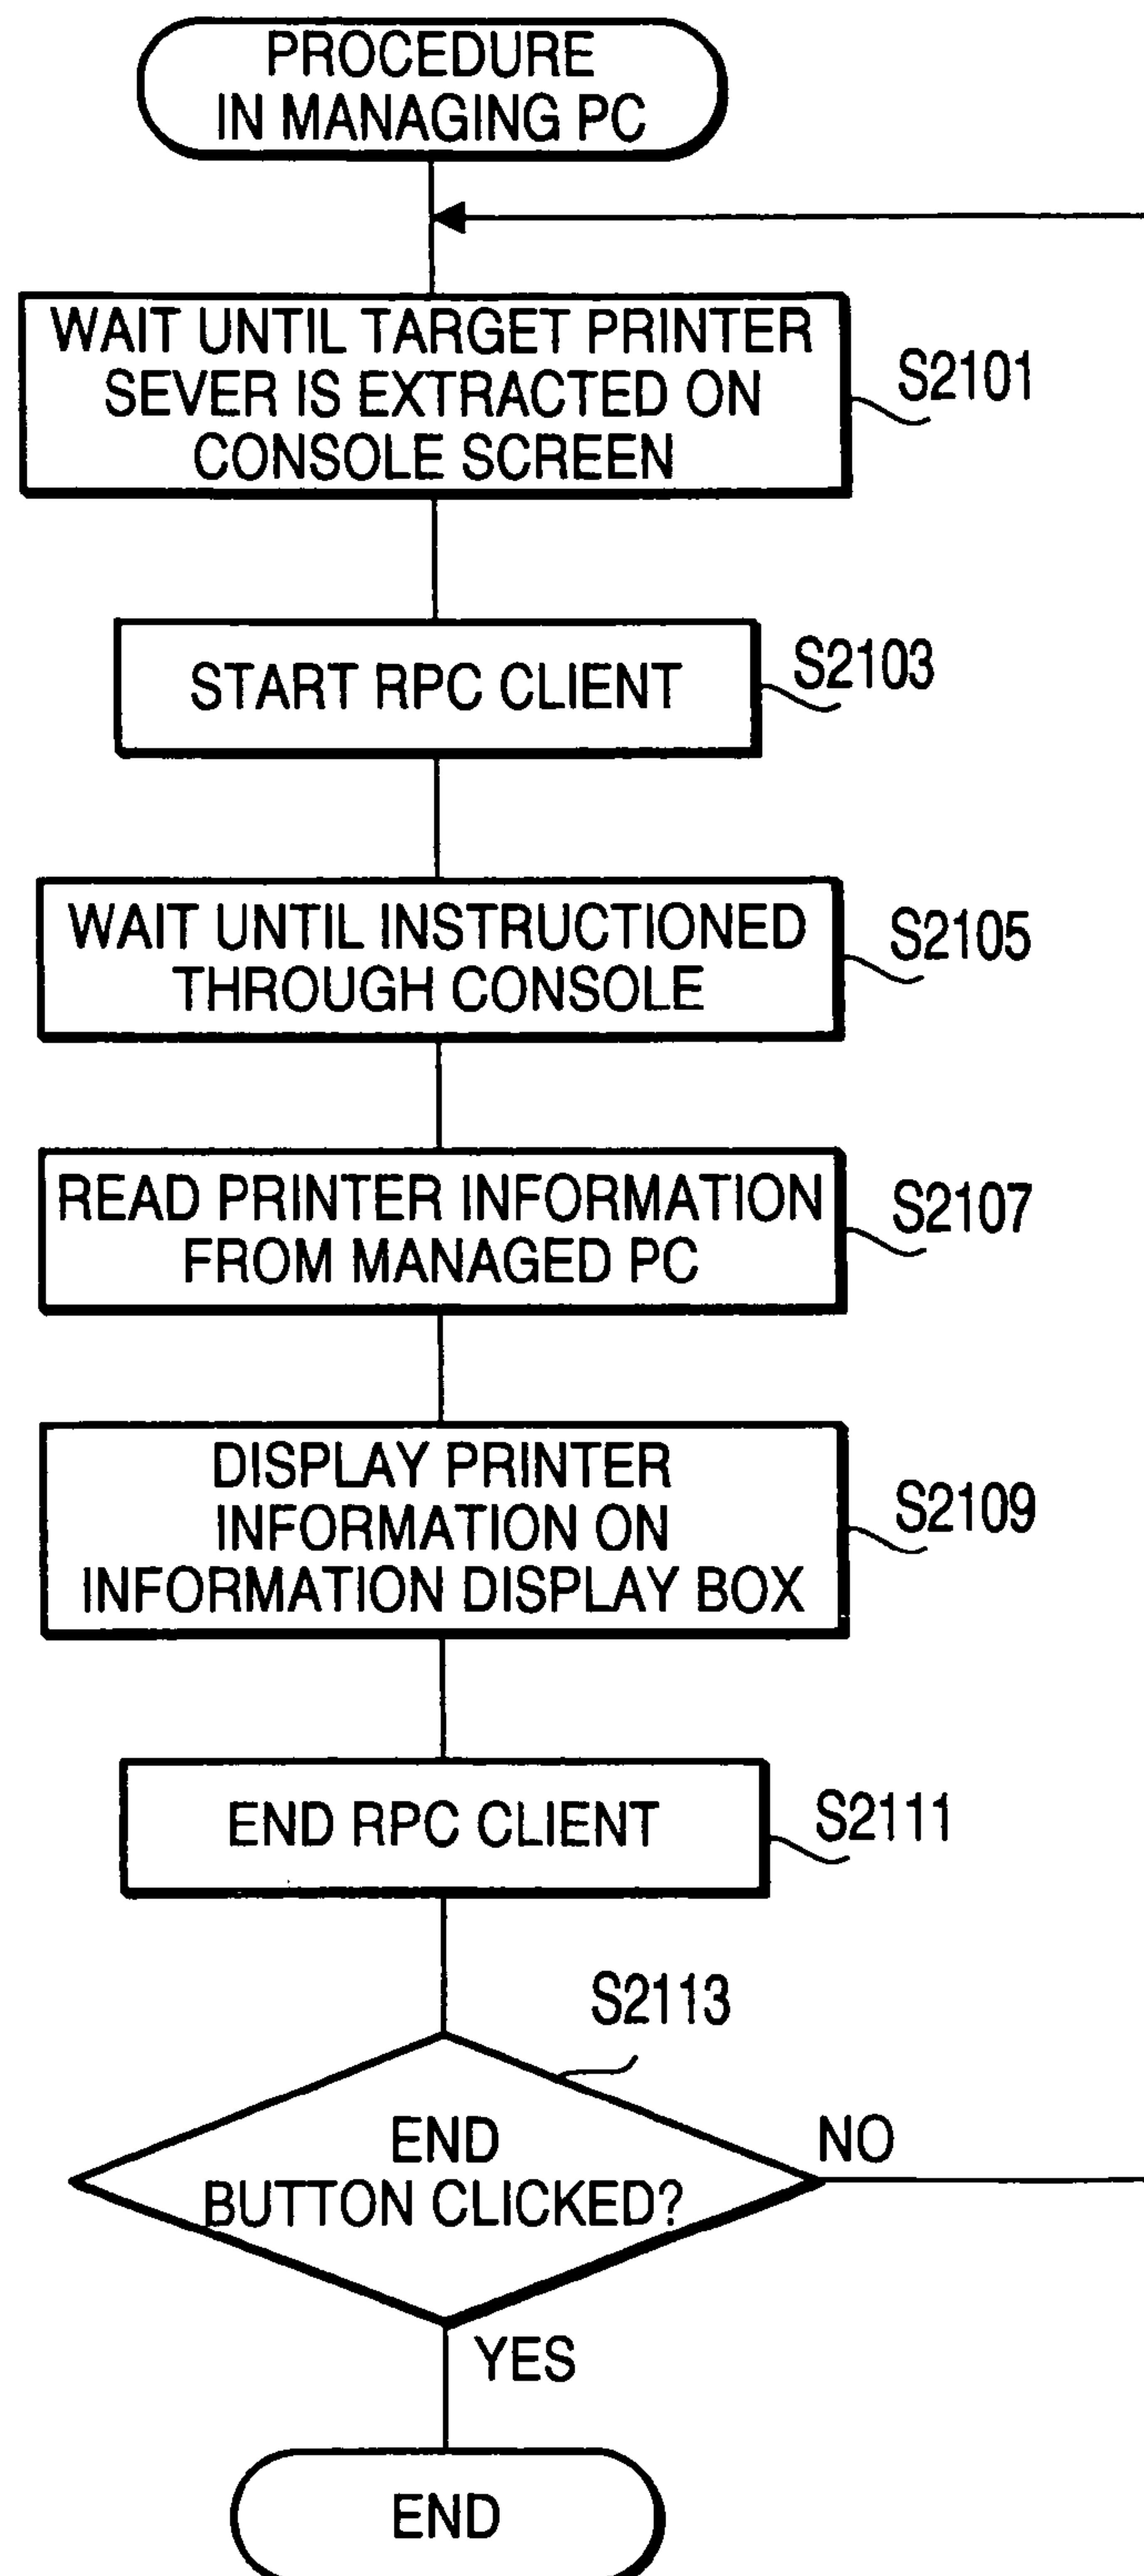 PROCEDURE
IN MANAGING PC
WAIT UNTIL TARGET PRINTER
SEVER IS EXTRACTED ON
CONSOLE SCREEN
S2101
START RPC CLIENT
S2103
WAIT UNTIL INSTRUCTIONED
THROUGH CONSOLE
S2105
READ PRINTER INFORMATION
FROM MANAGED PC
S2107
DISPLAY PRINTER
INFORMATION ON
INFORMATION DISPLAY BOX
S2109
END RPC CLIENT
S2111
S2113
END
BUTTON CLICKED?
NO
YES
END